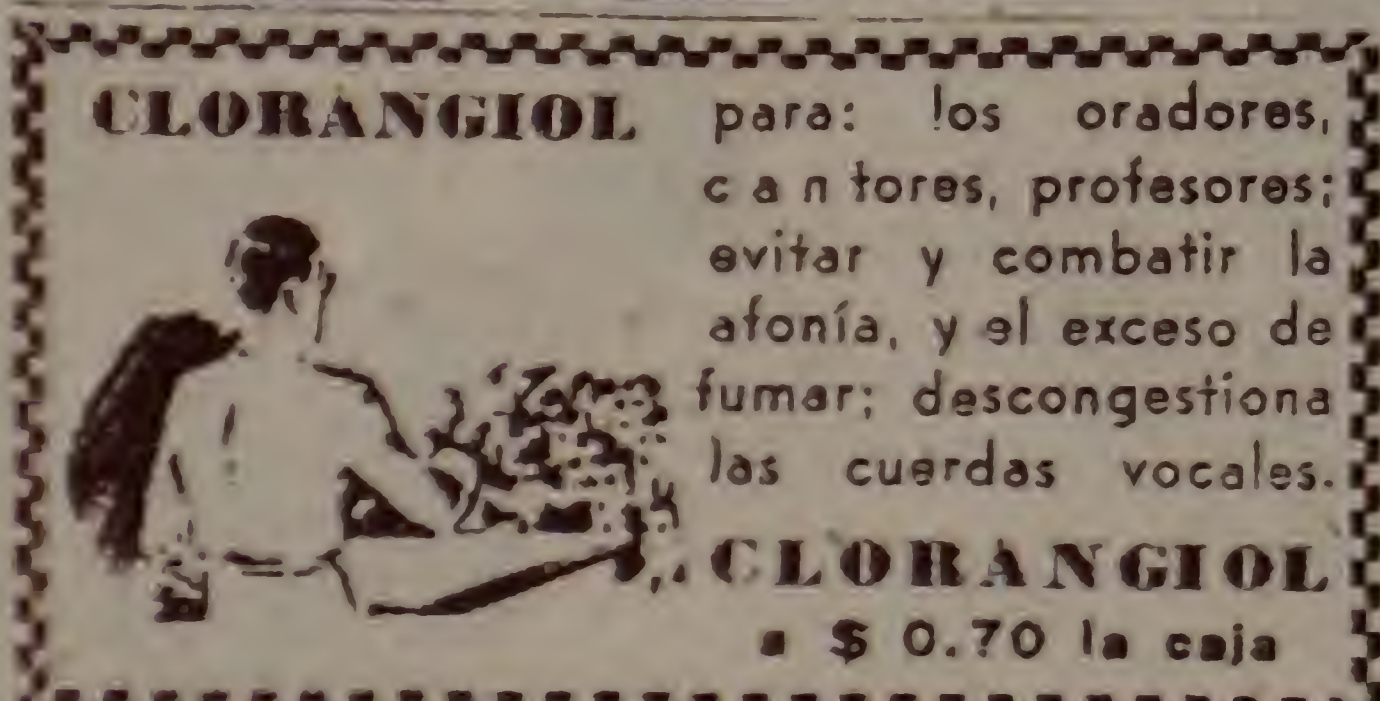 CLORANGIOL
para: los oradores,
cantores, profesores;
evitar y combatir la
afonía, y el exceso de
fumar; descongestiona
las cuerdas vocales.
CLORANGIOL
a $ 0.70 la caja